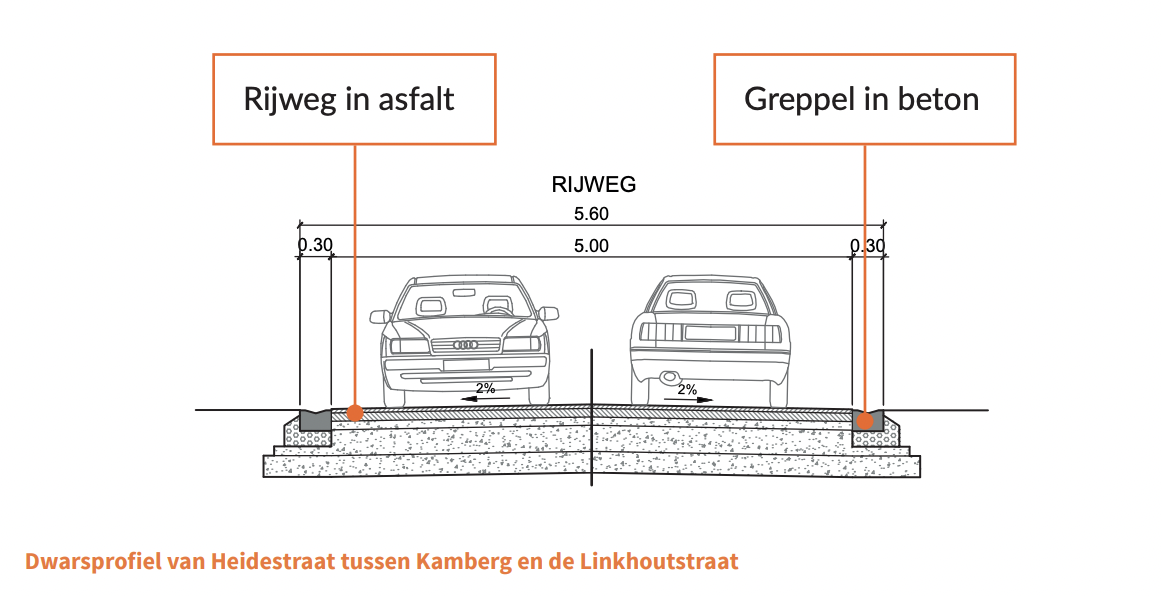 Rijweg in asfalt
Greppel in beton
RIJWEG
5.60
0.30
5.00
0.30
2%
2%
Dwarsprofiel van Heidestraat tussen Kamberg en de Linkhoutstraat